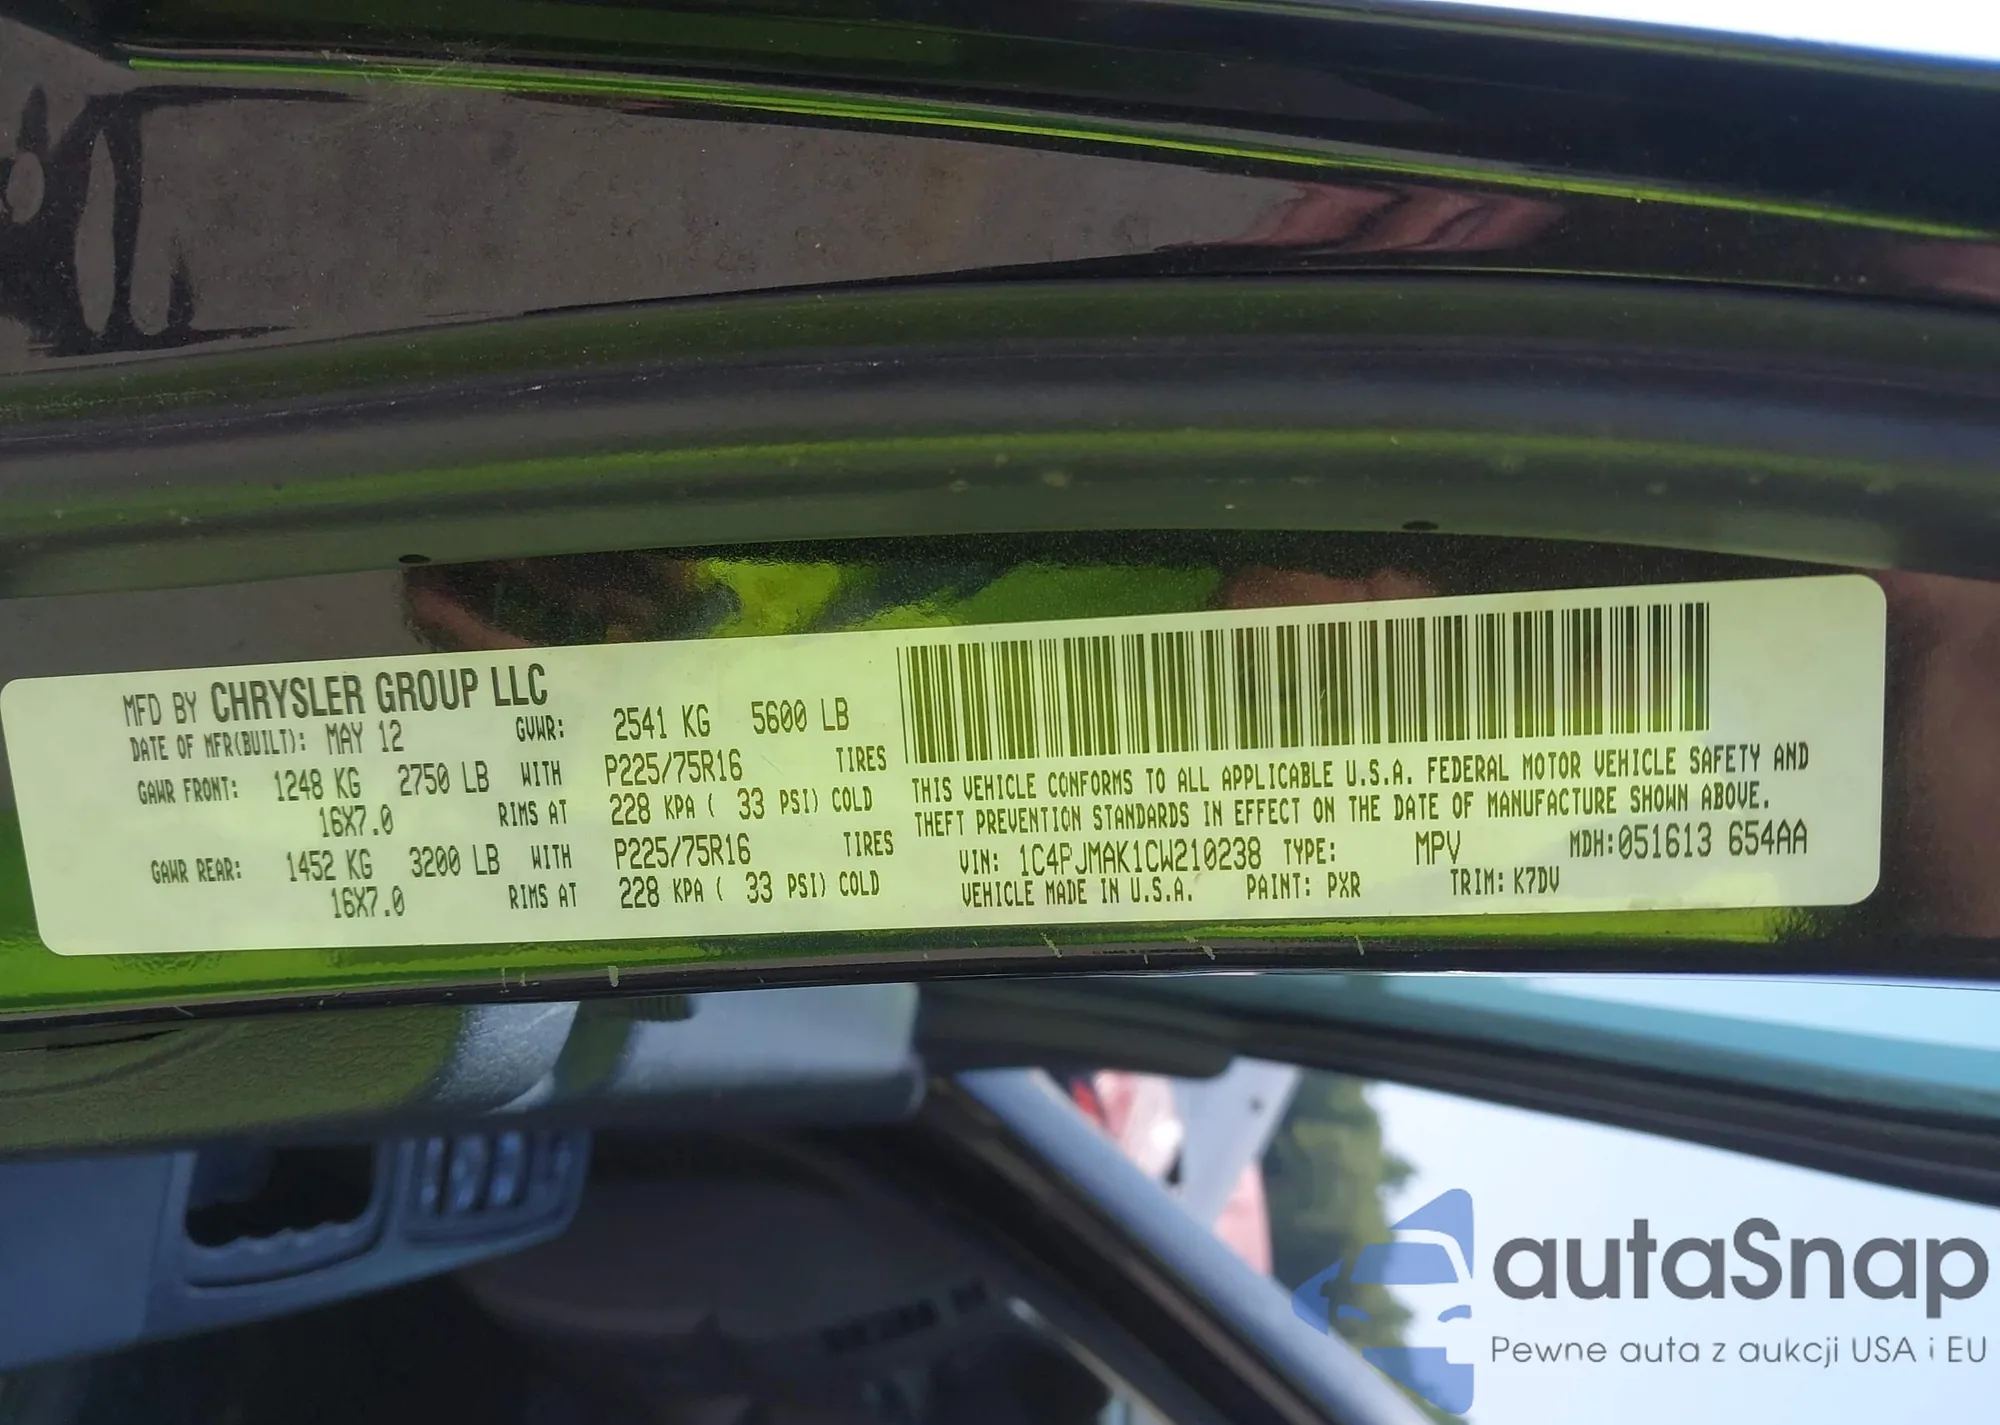 MFD BY CHRYSLER GROUP LLC
DATE OF MFR(BUILT): MAY 12 GVWR: 2541 KG 5600 LB
GAWR FRONT: 1248 KG 2750 LB WITH P225/75R16 TIRES
16X7.0 RIMS AT 228 KPA ( 33 PSI) COLD
GAWR REAR: 1452 KG 3200 LB WITH P225/75R16 TIRES
16X7.0 RIMS AT 228 KPA ( 33 PSI) COLD
THIS VEHICLE CONFORMS TO ALL APPLICABLE U.S.A. FEDERAL MOTOR VEHICLE SAFETY AND
THEFT PREVENTION STANDARDS IN EFFECT ON THE DATE OF MANUFACTURE SHOWN ABOVE.
VIN: 1C4PJMAK1CW210238 TYPE: MPV MDH:051613 654AA
VEHICLE MADE IN U.S.A. PAINT: PXR TRIM: K7DV
autaSnap
Pewne auta z aukcji USA i EU